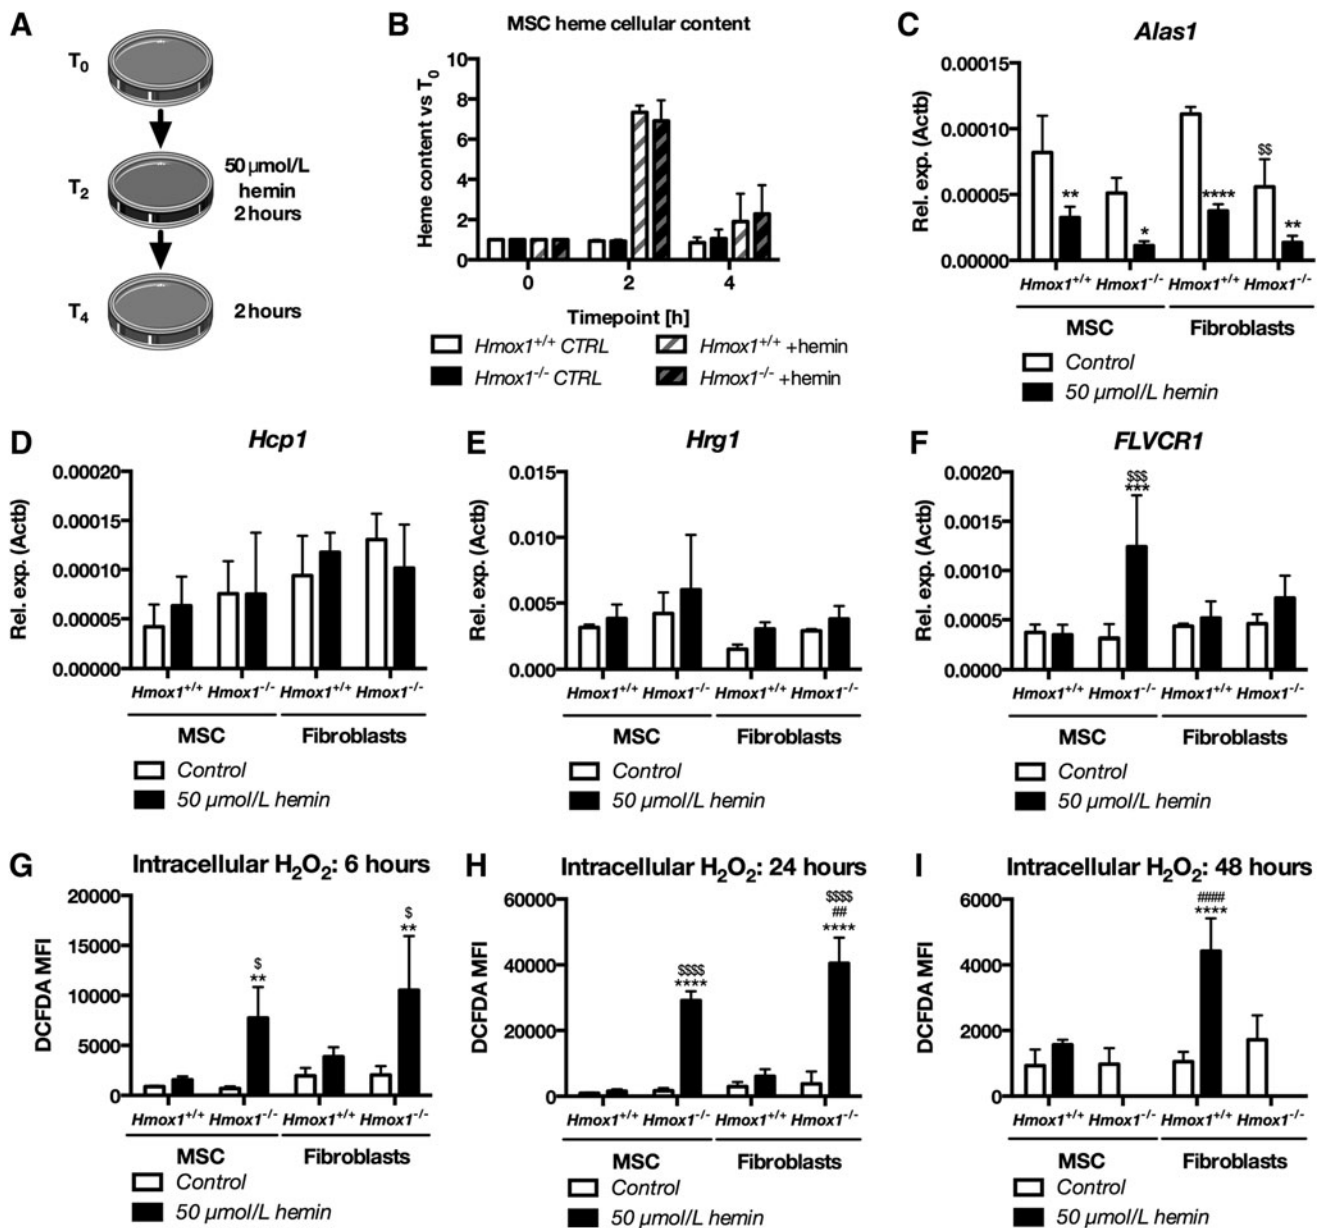 A
T0
T2
50 µmol/L
hemin
2 hours
T4
2 hours
B
MSC heme cellular content
Heme content vs T0
10
8
6
4
2
0
0 2 4
Timepoint [h]
Hmox1+/+ CTRL
Hmox1-/- CTRL
Hmox1+/+ +hemin
Hmox1-/- +hemin
C
Alas1
Rel. exp. (Actb)
0.00015
0.00010
0.00005
0.00000
**
*
****
$$
**
Hmox1+/+ Hmox1-/- Hmox1+/+ Hmox1-/-
MSC Fibroblasts
Control
50 µmol/L hemin
D
Hcp1
Rel. exp. (Actb)
0.00020
0.00015
0.00010
0.00005
0.00000
Hmox1+/+ Hmox1-/- Hmox1+/+ Hmox1-/-
MSC Fibroblasts
Control
50 µmol/L hemin
E
Hrg1
Rel. exp. (Actb)
0.015
0.010
0.005
0.000
Hmox1+/+ Hmox1-/- Hmox1+/+ Hmox1-/-
MSC Fibroblasts
Control
50 µmol/L hemin
F
FLVCR1
Rel. exp. (Actb)
0.0020
0.0015
0.0010
0.0005
0.0000
$$$
***
Hmox1+/+ Hmox1-/- Hmox1+/+ Hmox1-/-
MSC Fibroblasts
Control
50 µmol/L hemin
G
Intracellular H2O2: 6 hours
DCFDA MFI
20000
15000
10000
5000
0
$
**
$
**
Hmox1+/+ Hmox1-/- Hmox1+/+ Hmox1-/-
MSC Fibroblasts
Control
50 µmol/L hemin
H
Intracellular H2O2: 24 hours
DCFDA MFI
60000
40000
20000
0
$$$$
****
$$$$
##
****
Hmox1+/+ Hmox1-/- Hmox1+/+ Hmox1-/-
MSC Fibroblasts
Control
50 µmol/L hemin
I
Intracellular H2O2: 48 hours
DCFDA MFI
6000
4000
2000
0
####
****
Hmox1+/+ Hmox1-/- Hmox1+/+ Hmox1-/-
MSC Fibroblasts
Control
50 µmol/L hemin